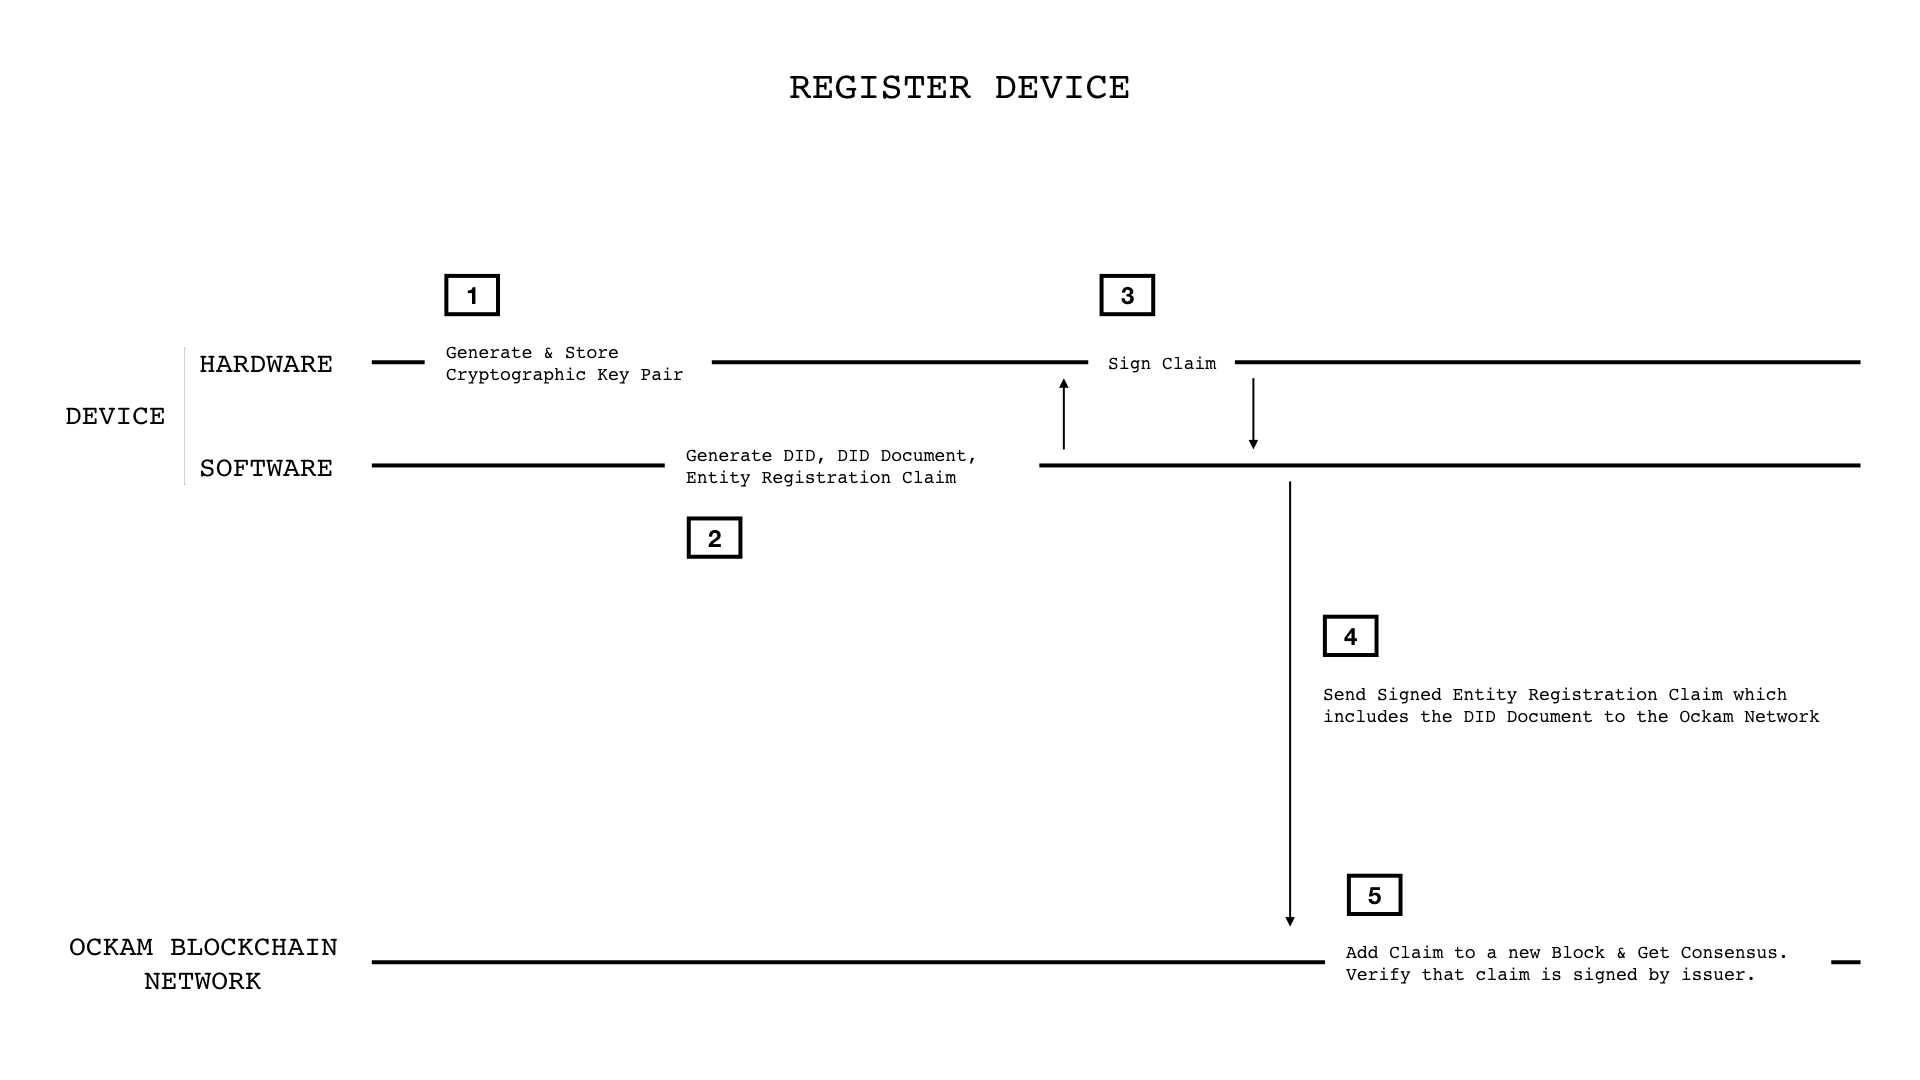 REGISTER DEVICE
1
3
HARDWARE
Generate & Store
Cryptographic Key Pair
Sign Claim
DEVICE
SOFTWARE
Generate DID, DID Document,
Entity Registration Claim
2
4
Send Signed Entity Registration Claim which
includes the DID Document to the Ockam Network
5
OCKAM BLOCKCHAIN
NETWORK
Add Claim to a new Block & Get Consensus.
Verify that claim is signed by issuer.